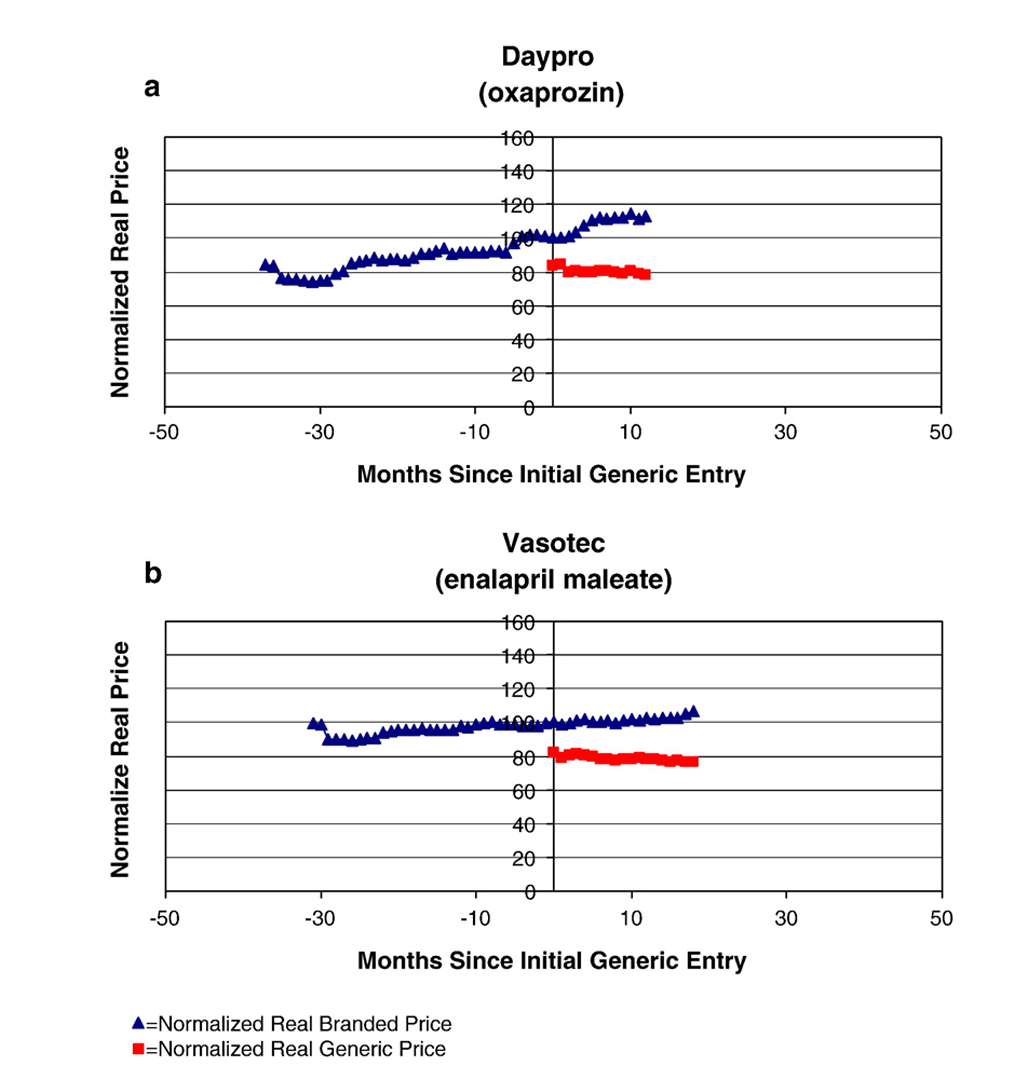 Daypro
a
(oxaprozin)
160
140
120
100
80
60
40
20
0
-50 -30 -10 10 30 50
Normalized Real Price
Months Since Initial Generic Entry
Vasotec
b
(enalapril maleate)
160
140
120
100
80
60
40
20
0
-50 -30 -10 10 30 50
Normalize Real Price
Months Since Initial Generic Entry
=Normalized Real Branded Price
=Normalized Real Generic Price